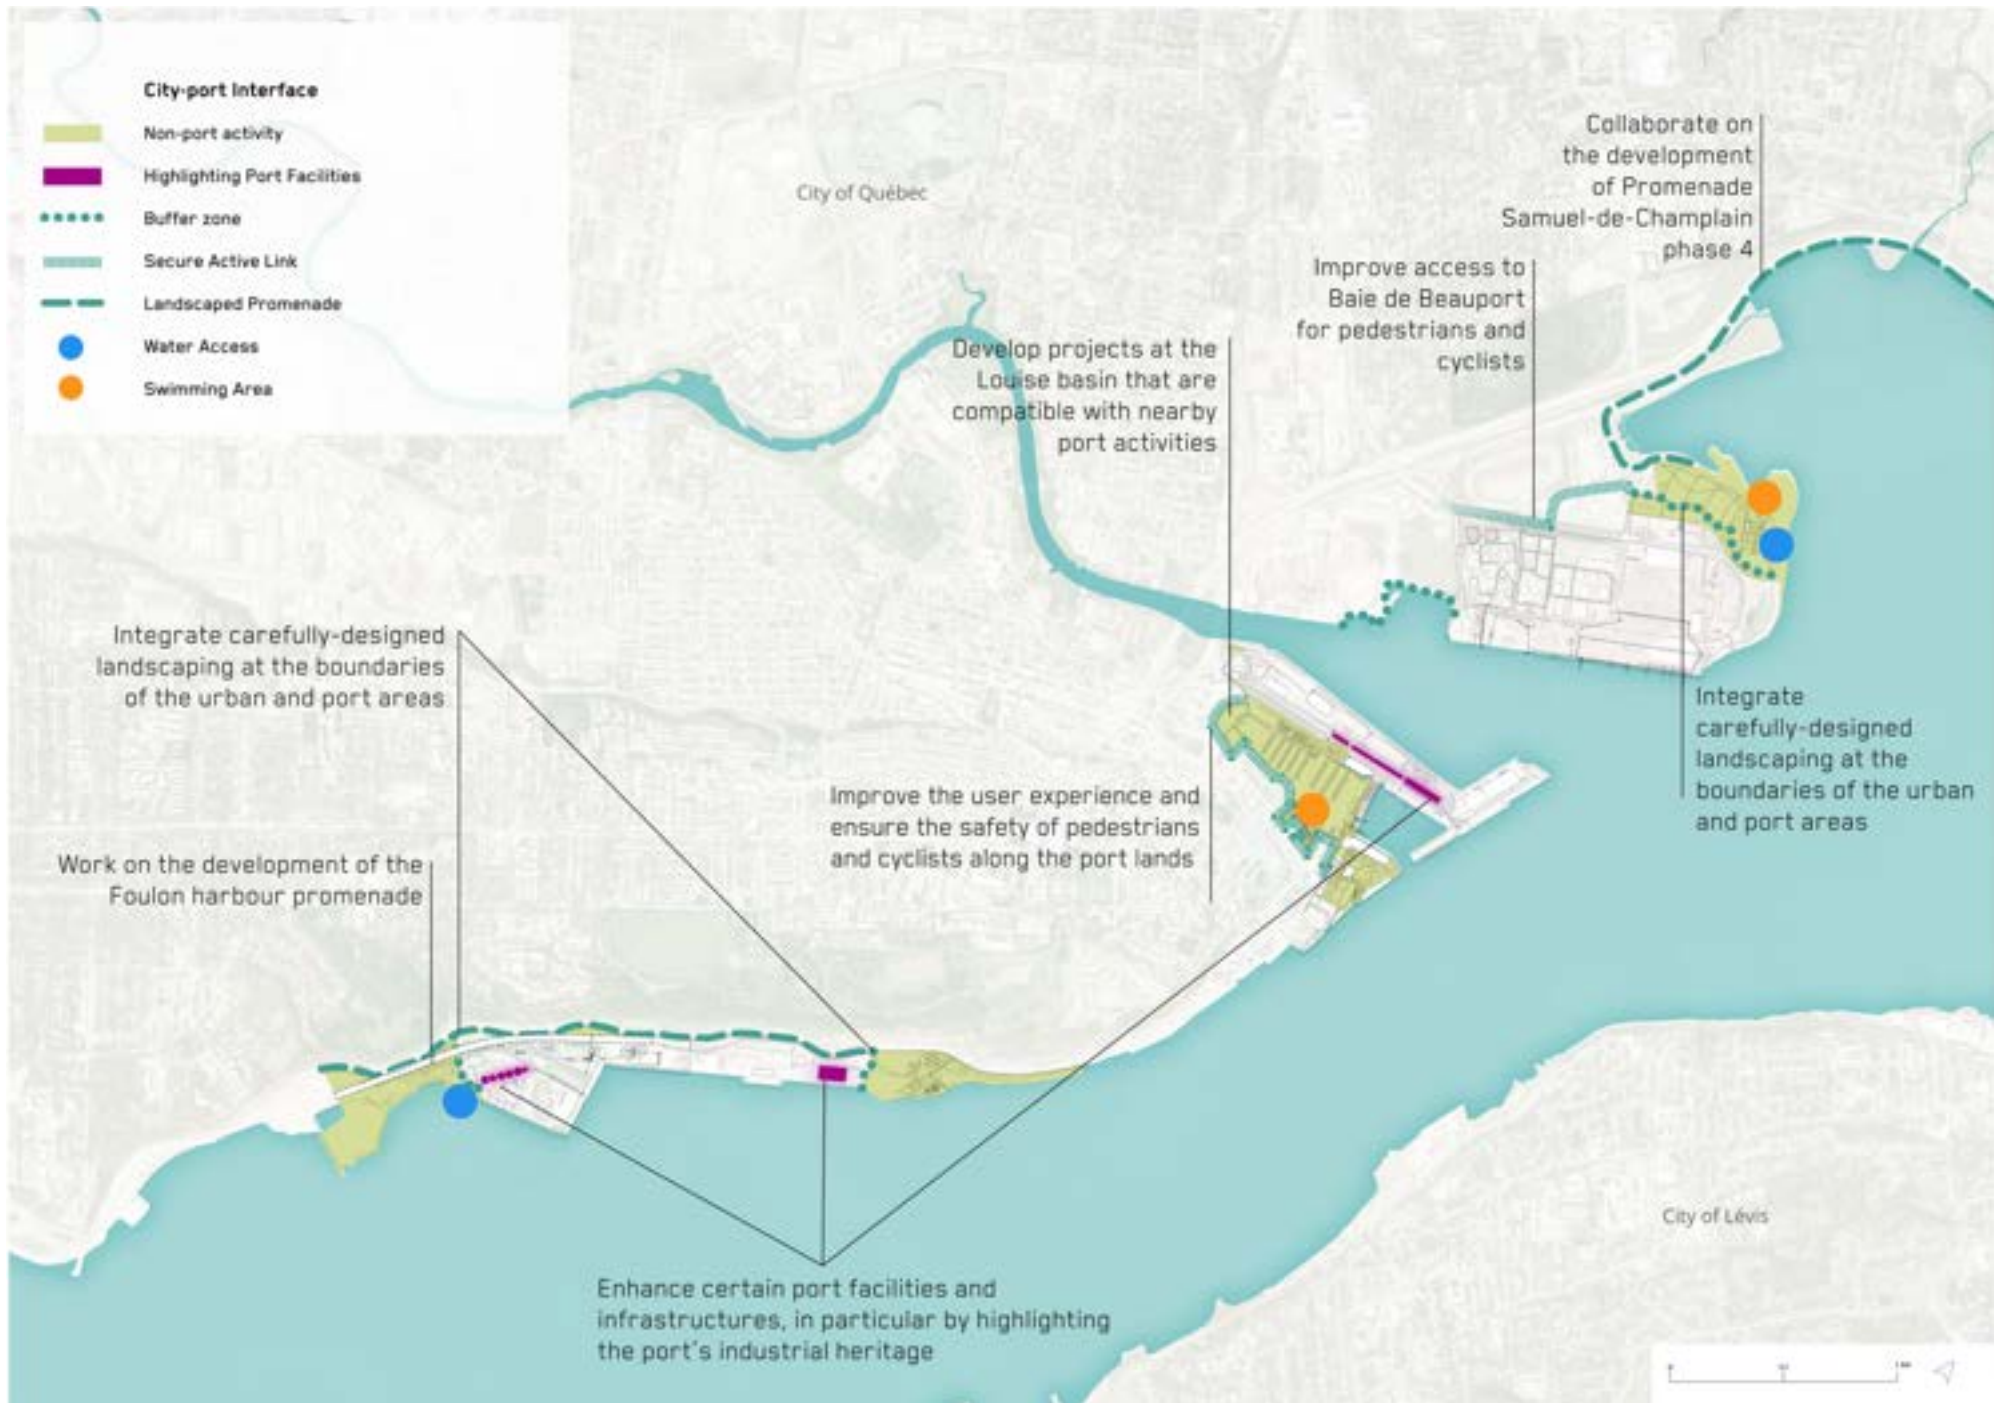 City-port Interface
Non-port activity
Highlighting Port Facilities
Buffer zone
Secure Active Link
Landscaped Promenade
Water Access
Swimming Area
City of Québec
Collaborate on
the development
of Promenade
Samuel-de-Champlain
phase 4
Improve access to
Baie de Beauport
for pedestrians and
cyclists
Develop projects at the
Louise basin that are
compatible with nearby
port activities
Integrate carefully-designed
landscaping at the boundaries
of the urban and port areas
Integrate
carefully-designed
landscaping at the
boundaries of the urban
and port areas
Improve the user experience and
ensure the safety of pedestrians
and cyclists along the port lands
Work on the development of the
Foulon harbour promenade
City of Lévis
Enhance certain port facilities and
infrastructures, in particular by highlighting
the port's industrial heritage